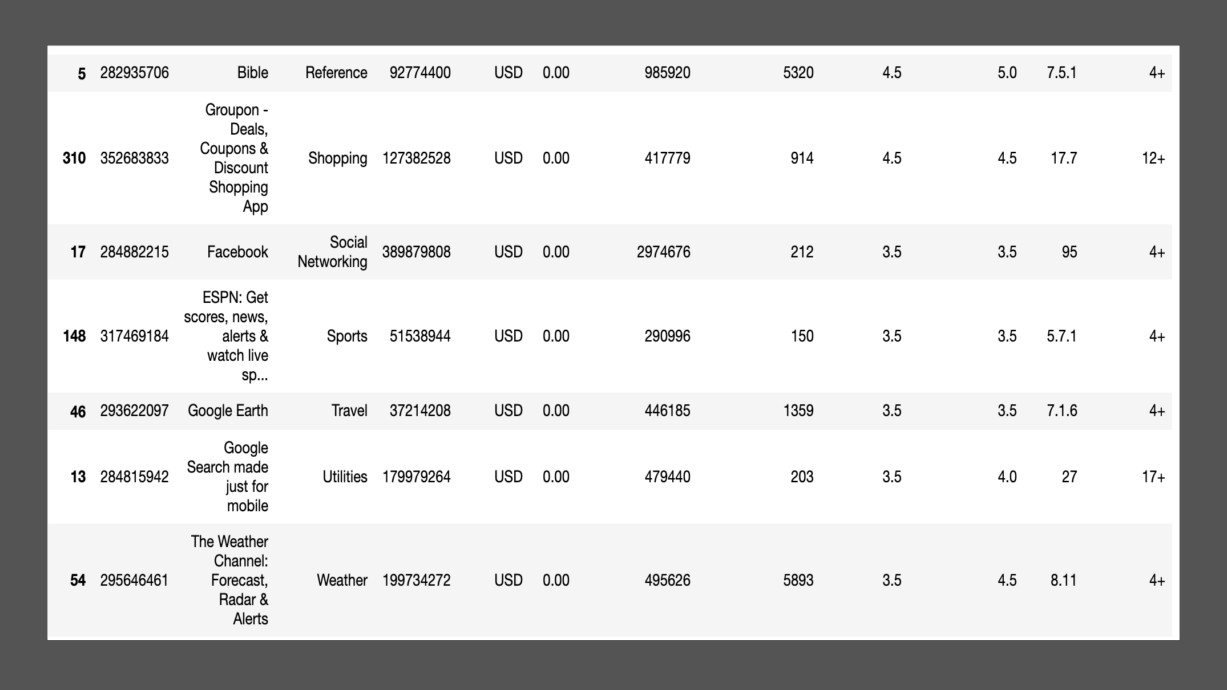 5 282935706 Bible Reference 92774400 USD 0.00 985920 5320 4.5 5.0 7.5.1 4+
Groupon -
Deals,
Coupons &
310 352683833 Discount Shopping 127382528 USD 0.00 417779 914 4.5 4.5 17.7 12+
Shopping
App
17 284882215 Facebook Social Networking 389879808 USD 0.00 2974676 212 3.5 3.5 95 4+
ESPN: Get
scores, news,
148 317469184 alerts & Sports 51538944 USD 0.00 290996 150 3.5 3.5 5.7.1 4+
watch live
sp...
46 293622097 Google Earth Travel 37214208 USD 0.00 446185 1359 3.5 3.5 7.1.6 4+
Google
Search made
13 284815942 just for Utilities 179979264 USD 0.00 479440 203 3.5 4.0 27 17+
mobile
The Weather
Channel:
54 295646461 Forecast, Weather 199734272 USD 0.00 495626 5893 3.5 4.5 8.11 4+
Radar &
Alerts